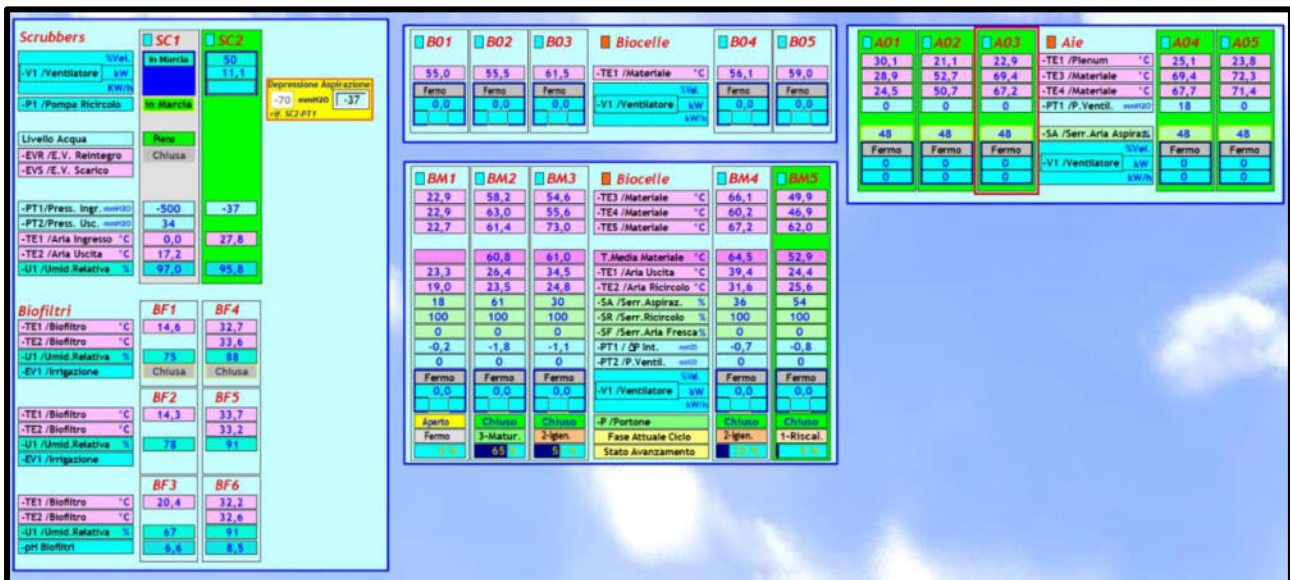 Scrubbers SC1 SC2
%Vel. In Marcia 50
-V1 /Ventilatore kW 11,1
KW/h
-P1 /Pompa Ricircolo In Marcia
Depressione Aspirazione
-70 mmH2O -37
rif. SC2-PT1
Livello Acqua Pieno
-EVR /E.V. Reintegro Chiusa
-EVS /E.V. Scarico
-PT1/Press. Ingr. mmH2O -500 -37
-PT2/Press. Usc. mmH2O 34
-TE1 /Aria Ingresso °C 0,0 27,8
-TE2 /Aria Uscita °C 17,2
-U1 /Umid.Relativa % 97,0 95,8
Biofiltri BF1 BF4
-TE1 /Biofiltro °C 14,6 32,7
-TE2 /Biofiltro °C 33,6
-U1 /Umid.Relativa % 75 88
-EV1 /Irrigazione Chiusa Chiusa
BF2 BF5
-TE1 /Biofiltro °C 14,3 33,7
-TE2 /Biofiltro °C 33,2
-U1 /Umid.Relativa % 78 91
-EV1 /Irrigazione
BF3 BF6
-TE1 /Biofiltro °C 20,4 32,2
-TE2 /Biofiltro °C 32,6
-U1 /Umid.Relativa % 67 91
-pH Biofiltri 6,6 8,5
B01 B02 B03 Biocelle B04 B05
55,0 55,5 61,5 -TE1 /Materiale °C 56,1 59,0
Fermo Fermo Fermo %Vel. Fermo Fermo
0,0 0,0 0,0 -V1 /Ventilatore kW 0,0 0,0
kW/h
BM1 BM2 BM3 Biocelle BM4 BM5
22,9 58,2 54,6 -TE3 /Materiale °C 66,1 49,9
22,9 63,0 55,6 -TE4 /Materiale °C 60,2 46,9
22,7 61,4 73,0 -TE5 /Materiale °C 67,2 62,0
60,8 61,0 T.Media Materiale °C 64,5 52,9
23,3 26,4 34,5 -TE1 /Aria Uscita °C 39,4 24,4
19,0 23,5 24,8 -TE2 /Aria Ricircolo °C 31,6 25,6
18 61 30 -SA /Serr.Aspiraz. % 36 54
100 100 100 -SR /Serr.Ricircolo % 100 100
0 0 0 -SF /Serr.Aria Fresca % 0 0
-0,2 -1,8 -1,1 -PT1 / ΔP Int. mmH2O -0,7 -0,8
0 0 0 -PT2 /P.Ventil. mmH2O 0 0
Fermo Fermo Fermo %Vel. Fermo Fermo
0,0 0,0 0,0 -V1 /Ventilatore kW 0,0 0,0
kW/h
Aperto Chiuso Chiuso -P /Portone Chiuso Chiuso
Fermo 3-Matur. 2-Igien. Fase Attuale Ciclo 2-Igien. 1-Riscal.
0 % 65 % 5 % Stato Avanzamento
A01 A02 A03 Aie A04 A05
30,1 21,1 22,9 -TE1 /Plenum °C 25,1 23,8
28,9 52,7 69,4 -TE3 /Materiale °C 69,4 72,3
24,5 50,7 67,2 -TE4 /Materiale °C 67,7 71,4
0 0 0 -PT1 /P.Ventil. mmH2O 18 0
48 48 48 -SA /Serr.Aria Aspiraz. 48 48
Fermo Fermo Fermo %Vel. Fermo Fermo
0 0 0 -V1 /Ventilatore kW 0 0
0 0 0 kW/h 0 0